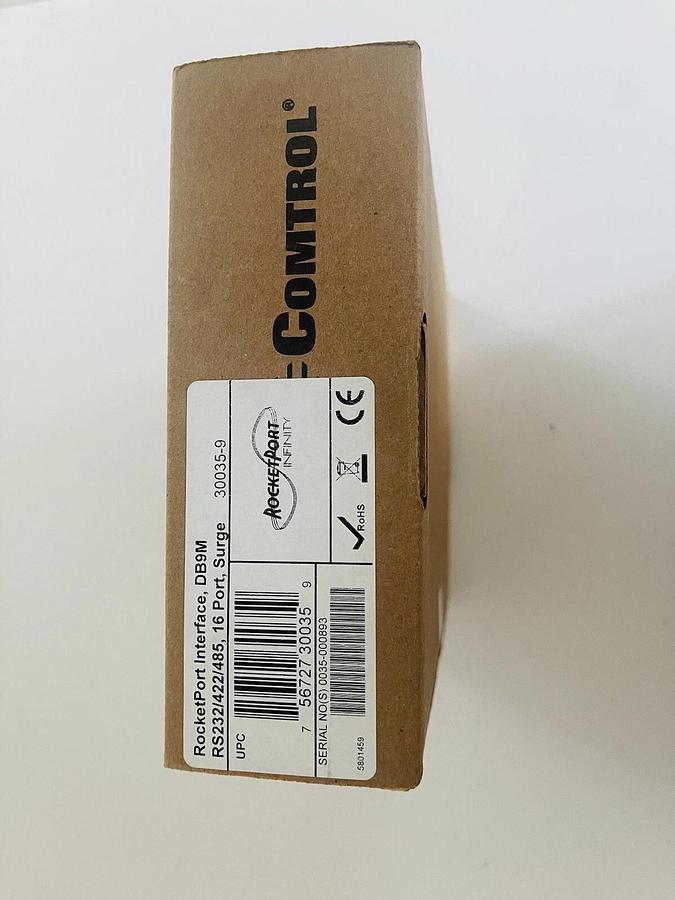 COMTROL®
RocketPort Interface, DB9M
RS232/422/485, 16 Port, Surge 30035-9
UPC
7 56727 30035 9
SERIAL NO(S) 0035-000893
5801459
ROCKETPORT
INFINITY
RoHS
CE